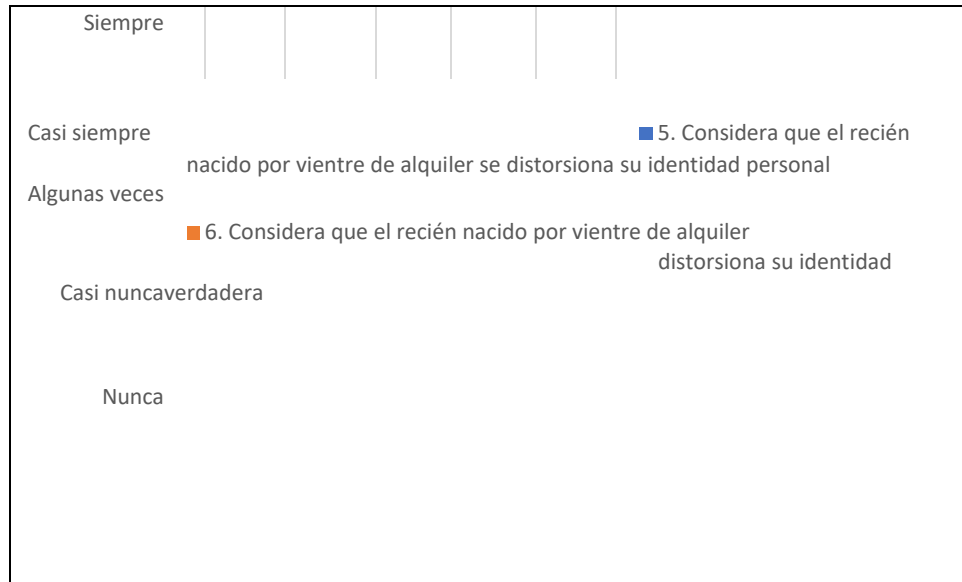 Siempre
Casi siempre
5. Considera que el recién
nacido por vientre de alquiler se distorsiona su identidad personal
Algunas veces
6. Considera que el recién nacido por vientre de alquiler
distorsiona su identidad
Casi nuncaverdadera
Nunca